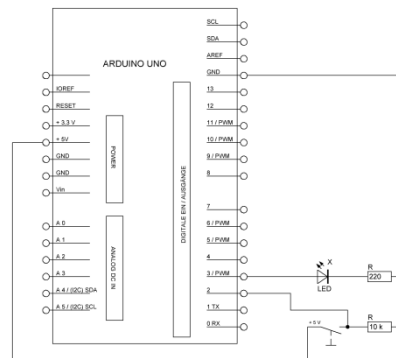 ARDUINO UNO
IOREF
RESET
+ 3.3 V
+ 5V
GND
GND
Vin
A 0
A 1
A 2
A 3
A 4 / (I2C) SDA
A 5 / (I2C) SCL
POWER
ANALOG DC IN
DIGITALE EIN / AUSGÄNGE
SCL
SDA
AREF
GND
13
12
11 / PWM
10 / PWM
9 / PWM
8
7
6 / PWM
5 / PWM
4
3 / PWM
2
1 TX
0 RX
X
LED
R
220
+ 5 V
R
10 k